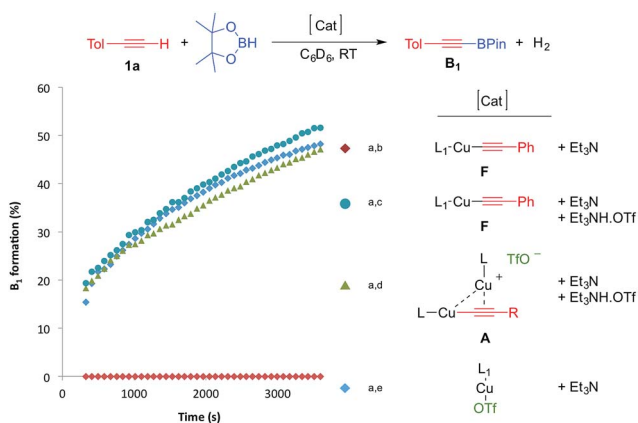 [Cat]
Tol H + O BH O Tol BPin + H2
1a C6D6, RT B1
60
50
40
30
20
10
0
0 1000 2000 3000
B1 formation (%)
Time (s)
[Cat]
a,b L1-Cu Ph + Et3N
F
a,c L1-Cu Ph + Et3N
+ Et3NH.OTf
F
L TfO −
Cu +
a,d L-Cu R + Et3N
+ Et3NH.OTf
A
L1
a,e Cu + Et3N
OTf